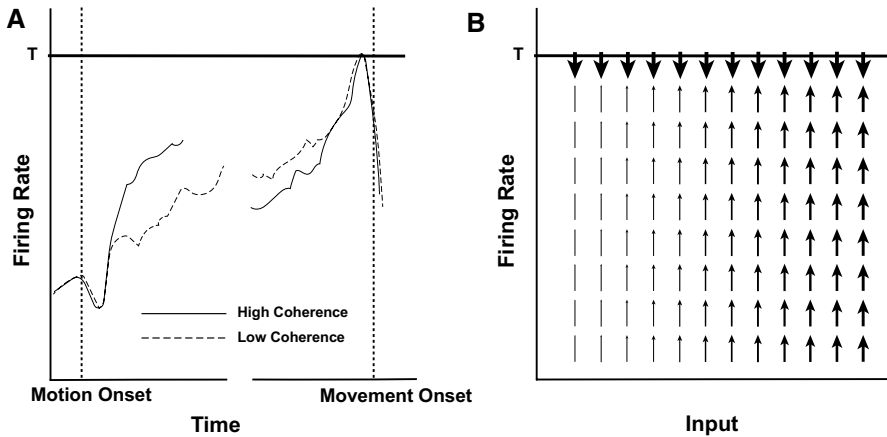 A
T
Firing Rate
High Coherence
Low Coherence
Motion Onset
Movement Onset
Time
B
T
Firing Rate
Input